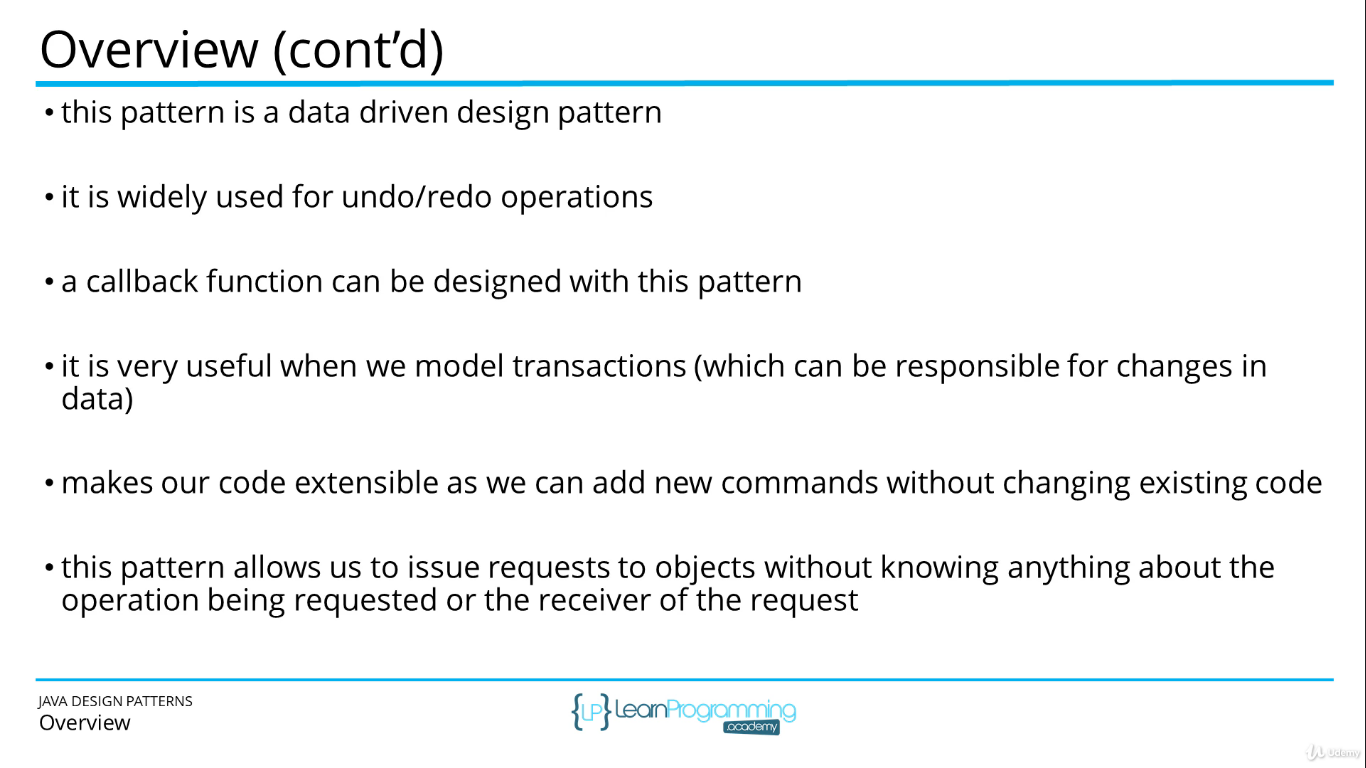 Overview (cont’d)
• this pattern is a data driven design pattern
• it is widely used for undo/redo operations
• a callback function can be designed with this pattern
• it is very useful when we model transactions (which can be responsible for changes in
data)
• makes our code extensible as we can add new commands without changing existing code
• this pattern allows us to issue requests to objects without knowing anything about the
operation being requested or the receiver of the request
JAVA DESIGN PATTERNS
Overview
{LP} LearnProgramming
.academy
Udemy